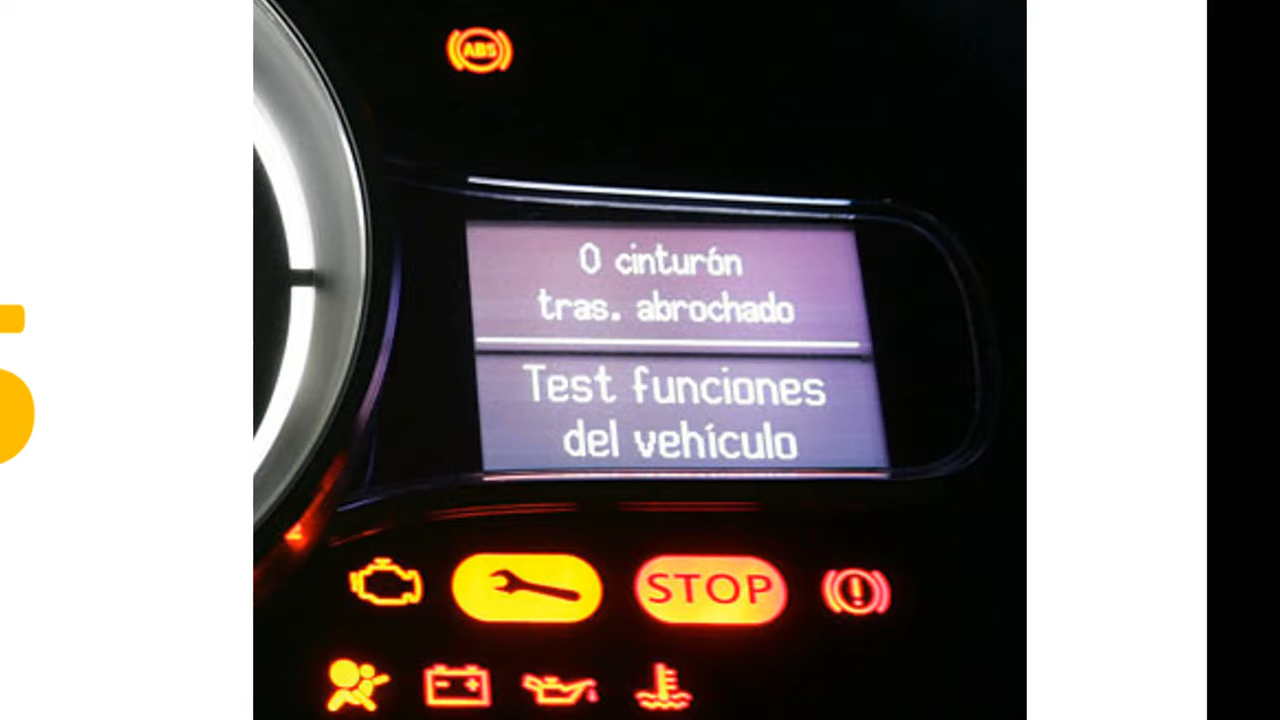 ABS
0 cinturón
tras. abrochado
Test funciones
del vehículo
STOP